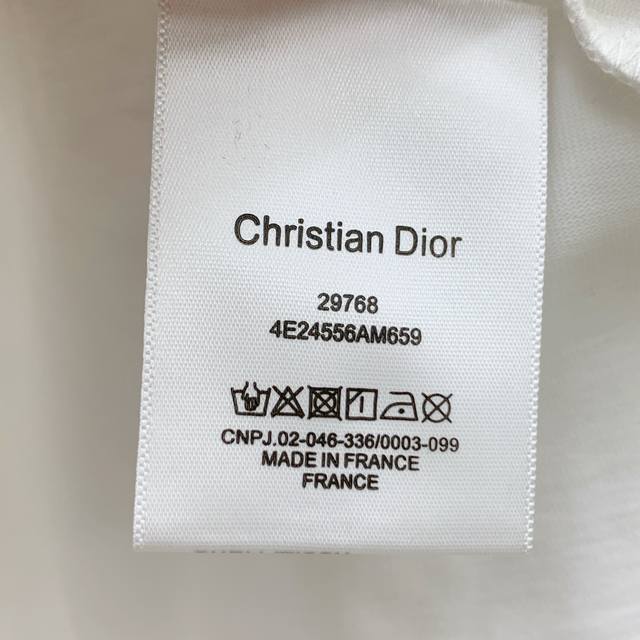 Christian Dior
29768
4E24556AM659
CNPJ.02-046-336/0003-099
MADE IN FRANCE
FRANCE